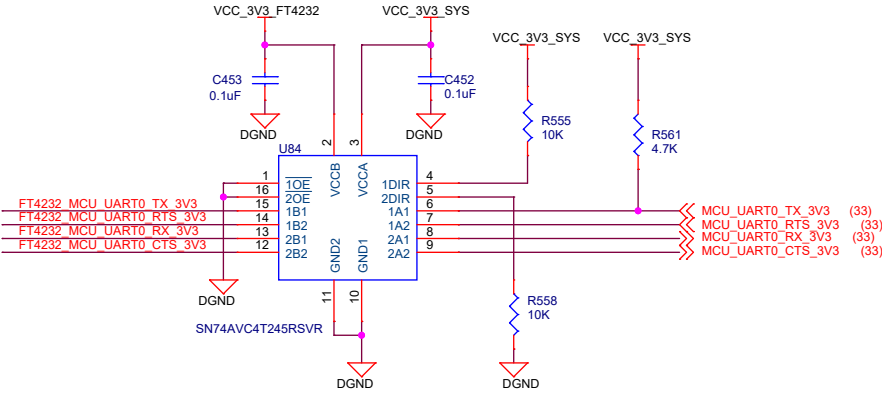 VCC_3V3_FT4232
VCC_3V3_SYS
VCC_3V3_SYS
VCC_3V3_SYS
C453
0.1uF
C452
0.1uF
R555
10K
R561
4.7K
DGND
DGND
U84
2
3
VCCB
VCCA
1
1OE
1DIR
4
16
2OE
2DIR
5
FT4232_MCU_UART0_TX_3V3
15
1B1
1A1
6
MCU_UART0_TX_3V3 (33)
FT4232_MCU_UART0_RTS_3V3
14
1B2
1A2
7
MCU_UART0_RTS_3V3 (33)
FT4232_MCU_UART0_RX_3V3
13
2B1
2A1
8
MCU_UART0_RX_3V3 (33)
FT4232_MCU_UART0_CTS_3V3
12
2B2
2A2
9
MCU_UART0_CTS_3V3 (33)
GND2
GND1
11
10
DGND
R558
10K
SN74AVC4T245RSVR
DGND
DGND